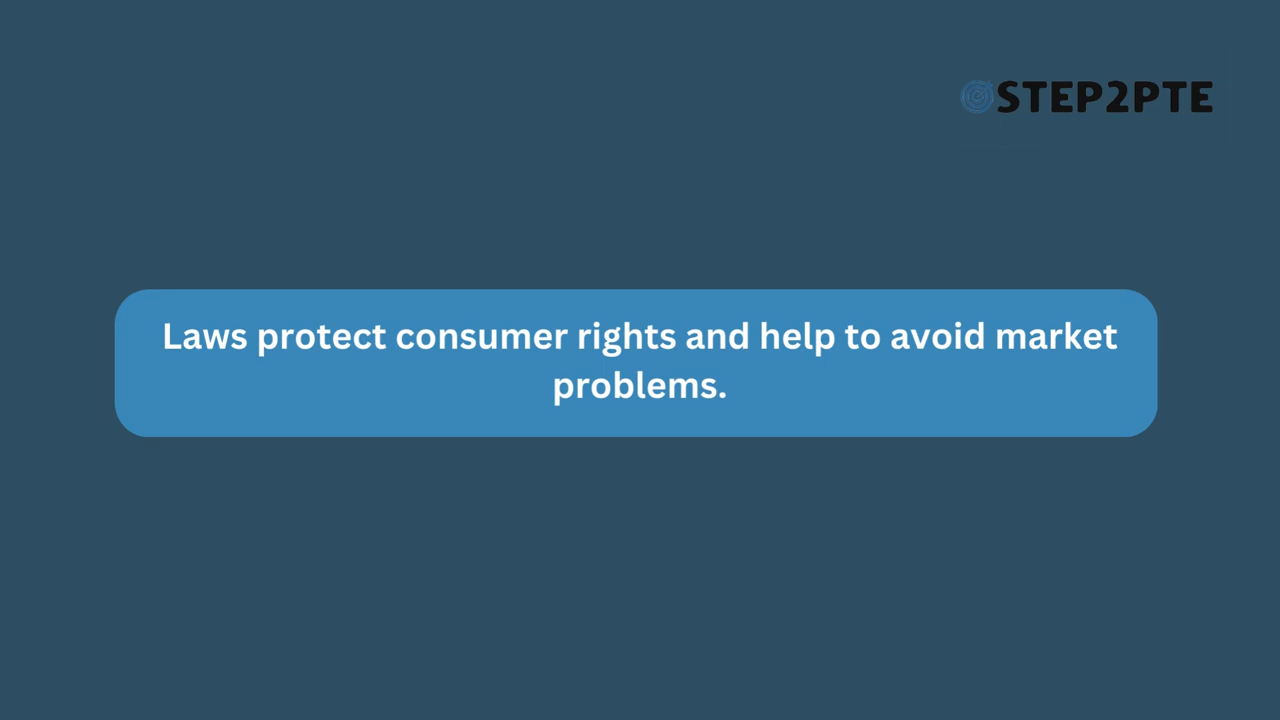 STEP2PTE
Laws protect consumer rights and help to avoid market
problems.